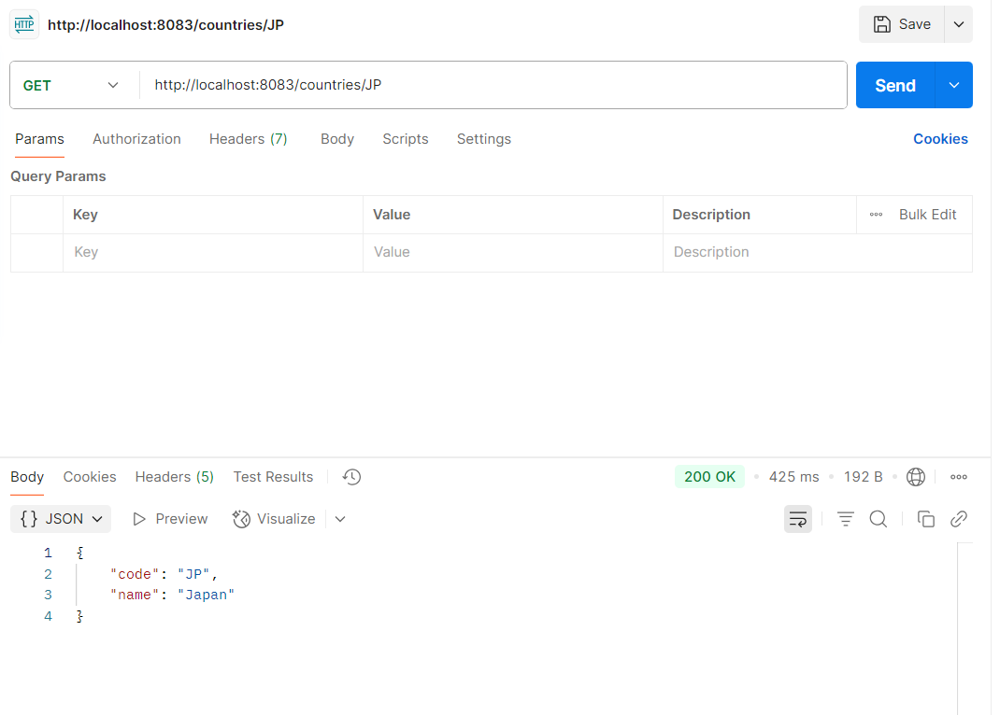 HTTP http://localhost:8083/countries/JP Save
GET http://localhost:8083/countries/JP Send
Params Authorization Headers (7) Body Scripts Settings Cookies
Query Params
Key Value Description Bulk Edit
Key Value Description
Body Cookies Headers (5) Test Results 200 OK 425 ms 192 B
{} JSON Preview Visualize
1 {
2 "code": "JP",
3 "name": "Japan"
4 }